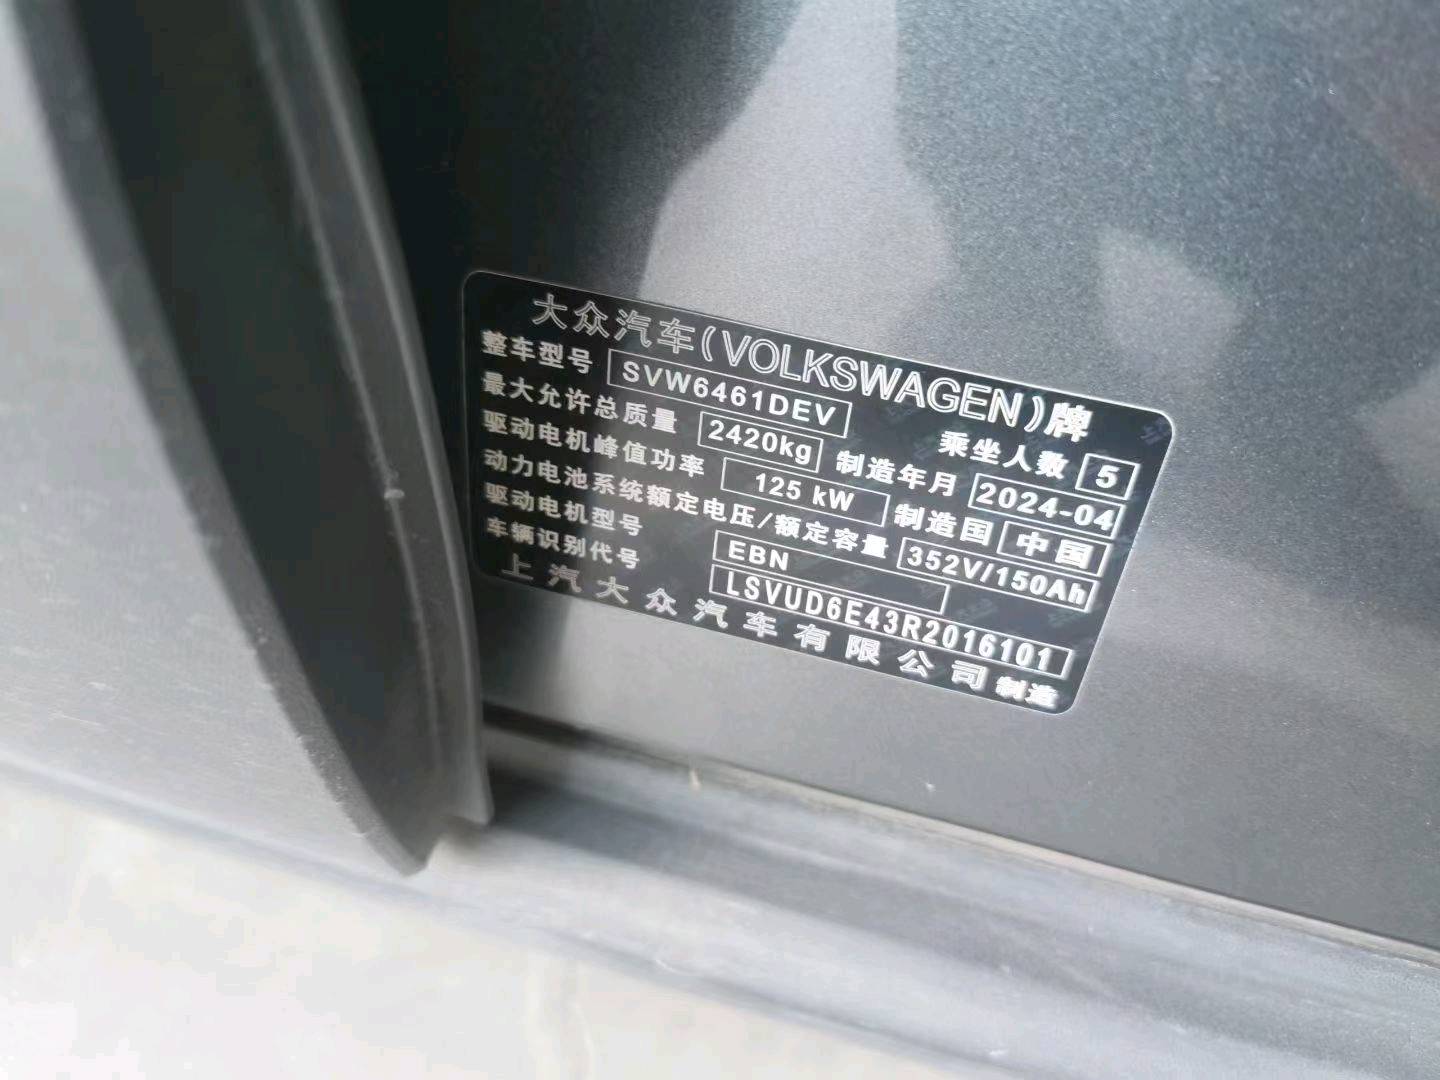 大众汽车(VOLKSWAGEN)牌
整车型号 SVW6461DEV 乘坐人数 5
最大允许总质量 2420kg 制造年月 2024-04
驱动电机峰值功率 125 kW 制造国 中国
动力电池系统额定电压/额定容量 352V/150Ah
驱动电机型号 EBN
车辆识别代号 LSVUD6E43R2016101
上汽大众汽车有限公司制造